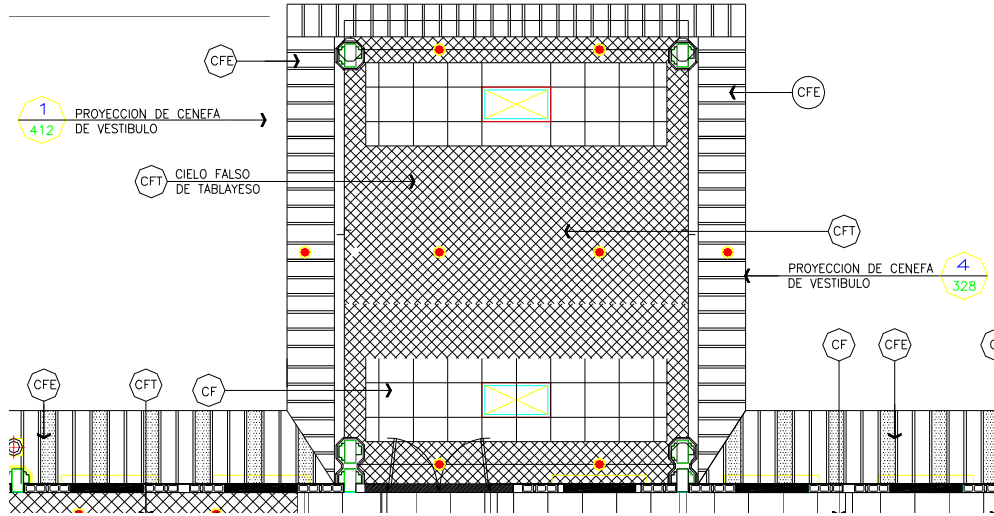 CFE
CFE
1
412
PROYECCION DE CENEFA
DE VESTIBULO
CFT
CIELO FALSO
DE TABLAYESO
CFT
PROYECCION DE CENEFA
DE VESTIBULO
4
328
CF
CFE
CFE
CFT
CF